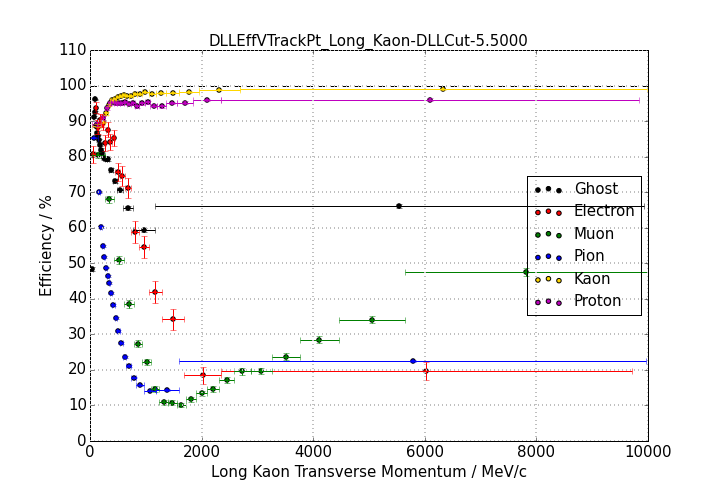 DLLEffVTrackPt_Long_Kaon-DLLCut-5.5000
110
100
90
80
70
60
50
40
30
20
10
0
Efficiency / %
Ghost
Electron
Muon
Pion
Kaon
Proton
0 2000 4000 6000 8000 10000
Long Kaon Transverse Momentum / MeV/c